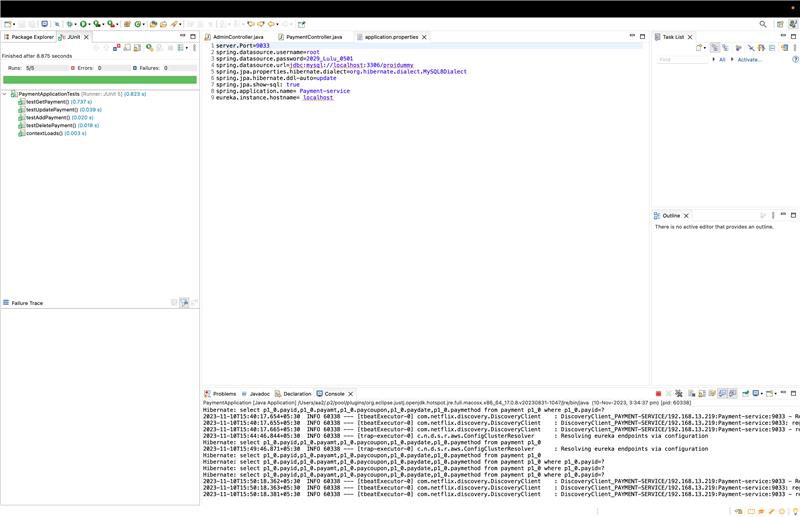 Package Explorer
JUnit
Finished after 8.875 seconds
Runs: 5/5
Errors: 0
Failures: 0
PaymentApplicationTests [Runner: JUnit 5] (0.823 s)
testGetPayment() (0.737 s)
testUpdatePayment() (0.039 s)
testAddPayment() (0.020 s)
testDeletePayment() (0.018 s)
contextLoads() (0.003 s)
Failure Trace
AdminController.java
PaymentController.java
application.properties
1 server.Port=9033
2 spring.datasource.username=root
3 spring.datasource.password=2029_Lulu_0501
4 spring.datasource.url=jdbc:mysql://localhost:3306/projdummy
5 spring.jpa.properties.hibernate.dialect=org.hibernate.dialect.MySQL8Dialect
6 spring.jpa.hibernate.ddl-auto=update
7 spring.jpa.show-sql: true
8 spring.application.name= Payment-service
9 eureka.instance.hostname= localhost
Task List
Find
All
Activate...
Outline
There is no active editor that provides an outline.
Problems
Javadoc
Declaration
Console
PaymentApplication [Java Application] /Users/aa2/.p2/pool/plugins/org.eclipse.justj.openjdk.hotspot.jre.full.macosx.x86_64_17.0.8.v20230831-1047/jre/bin/java (10-Nov-2023, 3:34:37 pm) [pid: 60338]
Hibernate: select p1_0.payid,p1_0.payamt,p1_0.paycoupon,p1_0.paydate,p1_0.paymethod from payment p1_0 where p1_0.payid=?
2023-11-10T15:40:17.654+05:30 INFO 60338 --- [tbeatExecutor-0] com.netflix.discovery.DiscoveryClient : DiscoveryClient_PAYMENT-SERVICE/192.168.13.219:Payment-service:9033 - Re
2023-11-10T15:40:17.655+05:30 INFO 60338 --- [tbeatExecutor-0] com.netflix.discovery.DiscoveryClient : DiscoveryClient_PAYMENT-SERVICE/192.168.13.219:Payment-service:9033: reg
2023-11-10T15:40:17.665+05:30 INFO 60338 --- [tbeatExecutor-0] com.netflix.discovery.DiscoveryClient : DiscoveryClient_PAYMENT-SERVICE/192.168.13.219:Payment-service:9033 - re
2023-11-10T15:44:46.844+05:30 INFO 60338 --- [trap-executor-0] c.n.d.s.r.aws.ConfigClusterResolver : Resolving eureka endpoints via configuration
Hibernate: select p1_0.payid,p1_0.payamt,p1_0.paycoupon,p1_0.paydate,p1_0.paymethod from payment p1_0
2023-11-10T15:49:46.871+05:30 INFO 60338 --- [trap-executor-0] c.n.d.s.r.aws.ConfigClusterResolver : Resolving eureka endpoints via configuration
Hibernate: select p1_0.payid,p1_0.payamt,p1_0.paycoupon,p1_0.paydate,p1_0.paymethod from payment p1_0
Hibernate: select p1_0.payid,p1_0.payamt,p1_0.paycoupon,p1_0.paydate,p1_0.paymethod from payment p1_0
Hibernate: select p1_0.payid,p1_0.payamt,p1_0.paycoupon,p1_0.paydate,p1_0.paymethod from payment p1_0 where p1_0.payid=?
Hibernate: select p1_0.payid,p1_0.payamt,p1_0.paycoupon,p1_0.paydate,p1_0.paymethod from payment p1_0 where p1_0.payid=?
2023-11-10T15:50:18.362+05:30 INFO 60338 --- [tbeatExecutor-0] com.netflix.discovery.DiscoveryClient : DiscoveryClient_PAYMENT-SERVICE/192.168.13.219:Payment-service:9033 - Re
2023-11-10T15:50:18.363+05:30 INFO 60338 --- [tbeatExecutor-0] com.netflix.discovery.DiscoveryClient : DiscoveryClient_PAYMENT-SERVICE/192.168.13.219:Payment-service:9033: reg
2023-11-10T15:50:18.381+05:30 INFO 60338 --- [tbeatExecutor-0] com.netflix.discovery.DiscoveryClient : DiscoveryClient_PAYMENT-SERVICE/192.168.13.219:Payment-service:9033 - re